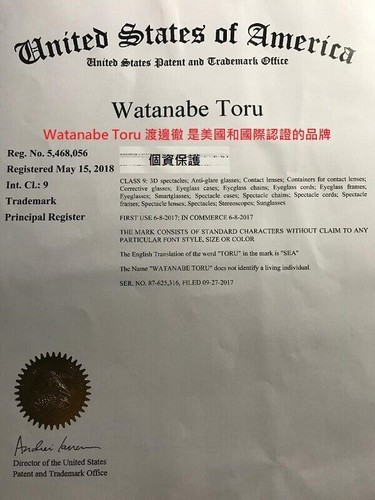 United States of America
United States Patent and Trademark Office
Watanabe Toru
Watanabe Toru 渡邊徹 是美國和國際認證的品牌
Reg. No. 5,468,056
個資保護
Registered May 15, 2018
Int. Cl.: 9
Trademark
Principal Register
CLASS 9: 3D spectacles; Anti-glare glasses; Contact lenses; Containers for contact lenses;
Corrective glasses; Eyeglass cases; Eyeglass chains; Eyeglass cords; Eyeglass frames;
Eyeglasses; Smartglasses; Spectacle cases; Spectacle chains; Spectacle cords; Spectacle
frames; Spectacle lenses; Spectacles; Stereoscopes; Sunglasses
FIRST USE 6-8-2017; IN COMMERCE 6-8-2017
THE MARK CONSISTS OF STANDARD CHARACTERS WITHOUT CLAIM TO ANY
PARTICULAR FONT STYLE, SIZE OR COLOR
The English Translation of the word "TORU" in the mark is "SEA"
The Name "WATANABE TORU" does not identify a living individual.
SER. NO. 87-625,316, FILED 09-27-2017
Director of the United States
Patent and Trademark Office